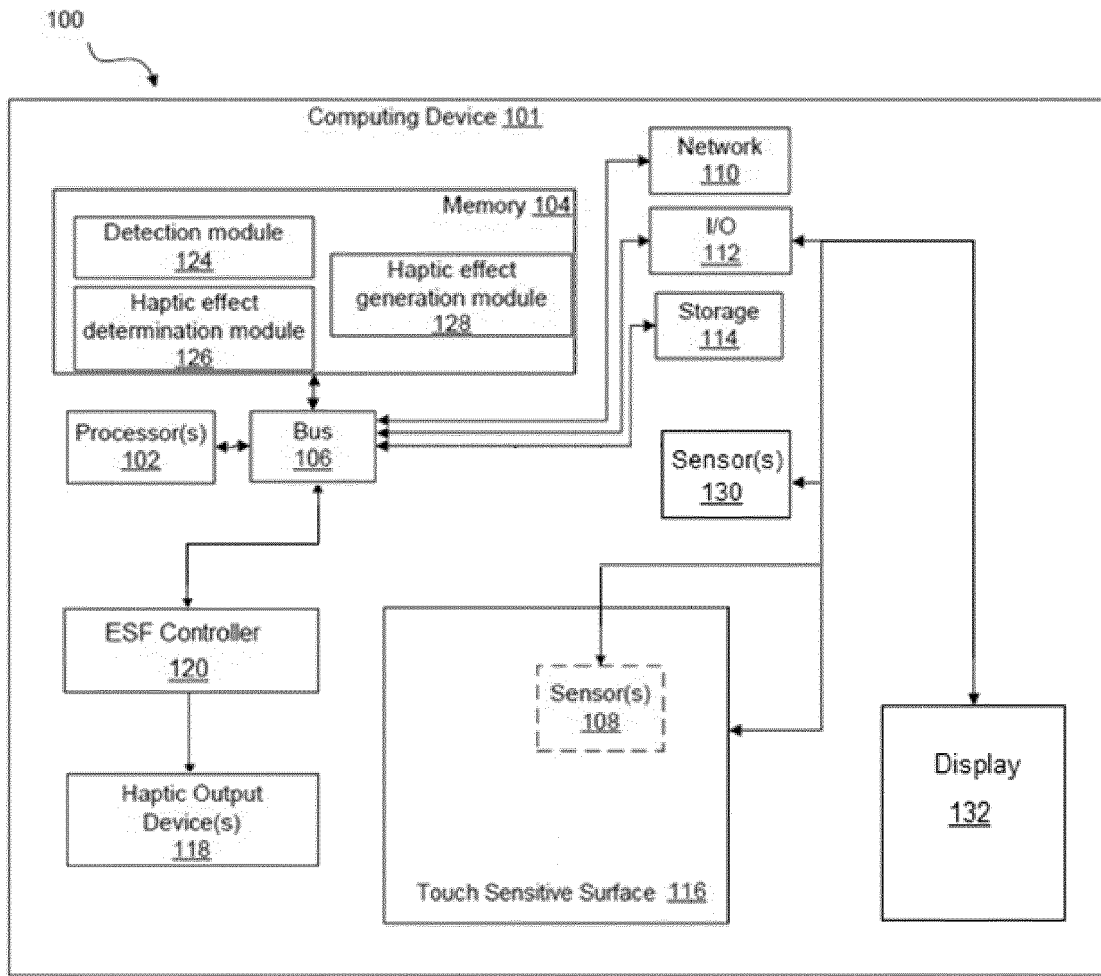 100
Computing Device 101
Network
110
Memory 104
I/O
112
Detection module
124
Haptic effect
generation module
128
Haptic effect
determination module
126
Storage
114
Processor(s)
102
Bus
106
Sensor(s)
130
ESF Controller
120
Sensor(s)
108
Display
132
Haptic Output
Device(s)
118
Touch Sensitive Surface 116